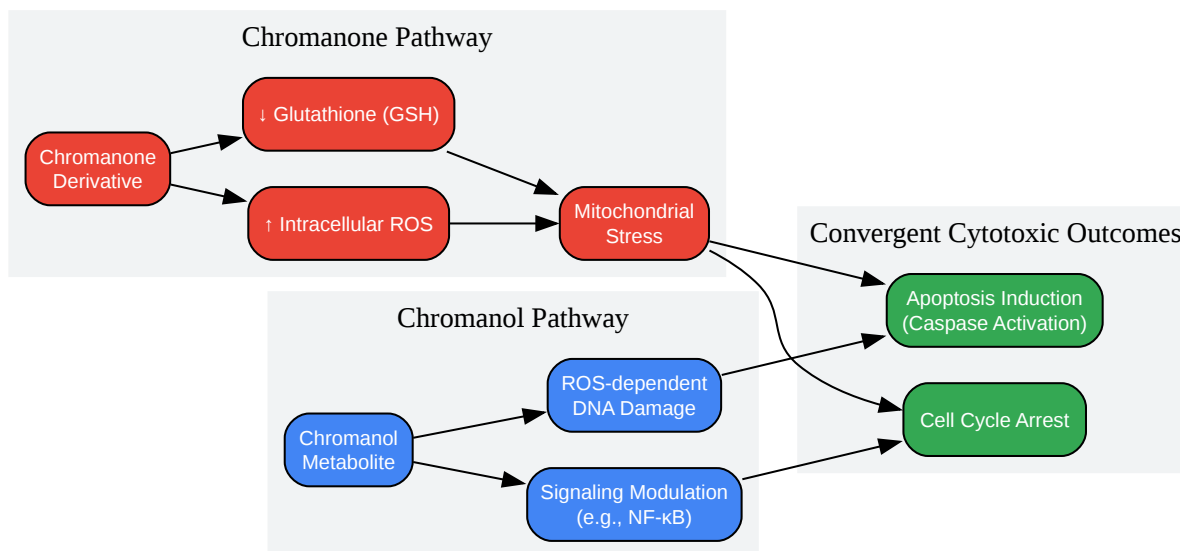 Chromanone Pathway
↓ Glutathione (GSH)
Chromanone
Derivative
↑ Intracellular ROS
Mitochondrial
Stress
Chromanol Pathway
ROS-dependent
DNA Damage
Chromanol
Metabolite
Signaling Modulation
(e.g., NF-κB)
Convergent Cytotoxic Outcomes
Apoptosis Induction
(Caspase Activation)
Cell Cycle Arrest